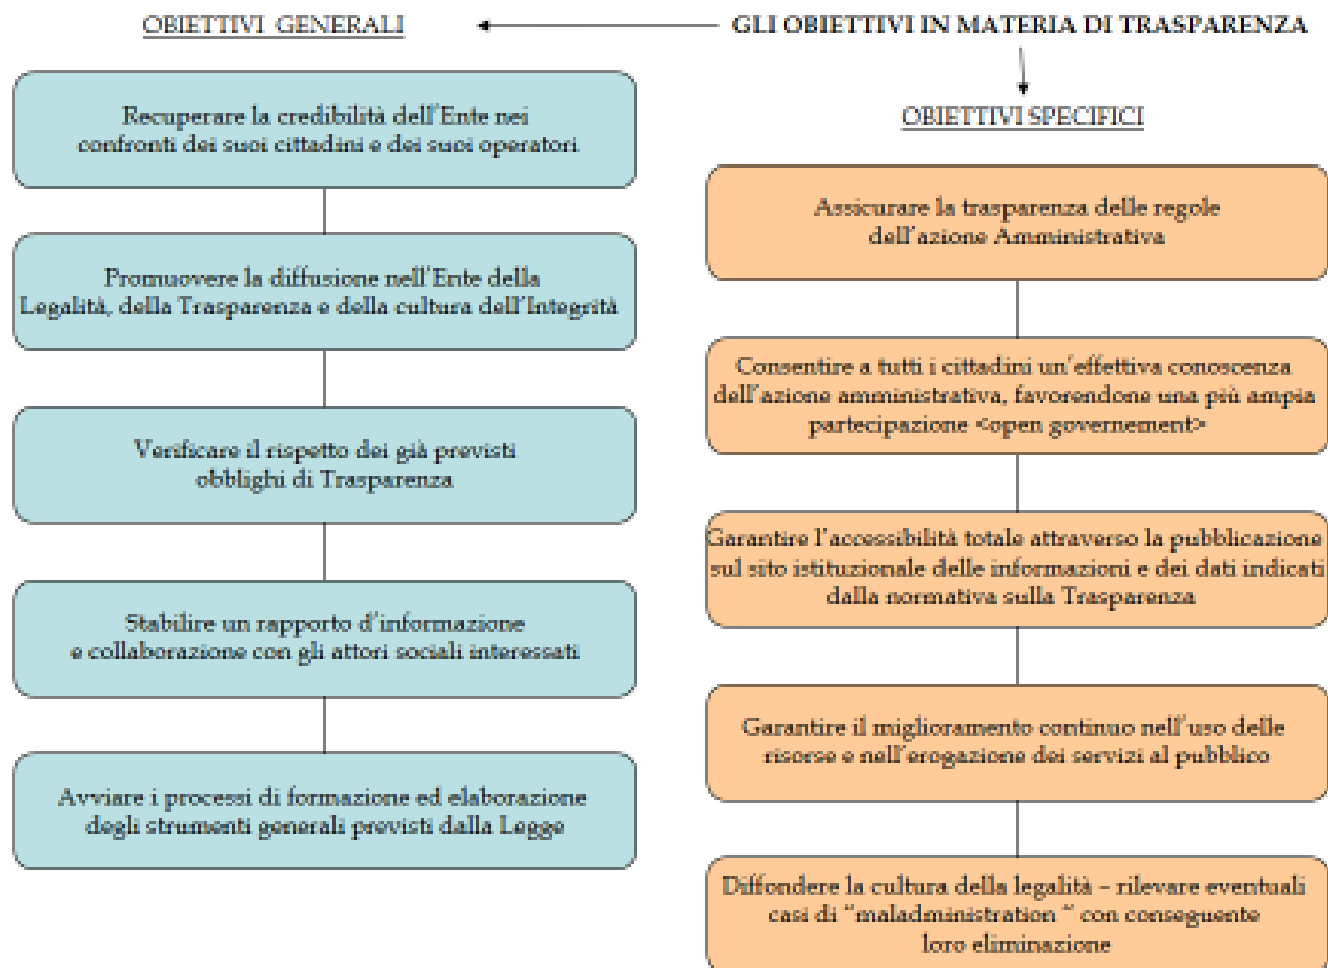 OBIETTIVI GENERALI
GLI OBIETTIVI IN MATERIA DI TRASPARENZA
Recuperare la credibilità dell'Ente nei
confronti dei suoi cittadini e dei suoi operatori
Promuovere la diffusione nell'Ente della
Legalità, della Trasparenza e della cultura dell'Integrità
Verificare il rispetto dei già previsti
obblighi di Trasparenza
Stabilire un rapporto d'informazione
e collaborazione con gli attori sociali interessati
Avviare i processi di formazione ed elaborazione
degli strumenti generali previsti dalla Legge
OBIETTIVI SPECIFICI
Assicurare la trasparenza delle regole
dell'azione Amministrativa
Consentire a tutti i cittadini un'effettiva conoscenza
dell'azione amministrativa, favorendone una più ampia
partecipazione <open governement>
Garantire l'accessibilità totale attraverso la pubblicazione
sul sito istituzionale delle informazioni e dei dati indicati
dalla normativa sulla Trasparenza
Garantire il miglioramento continuo nell'uso delle
risorse e nell'erogazione dei servizi al pubblico
Diffondere la cultura della legalità – rilevare eventuali
casi di "maladministration " con conseguente
loro eliminazione